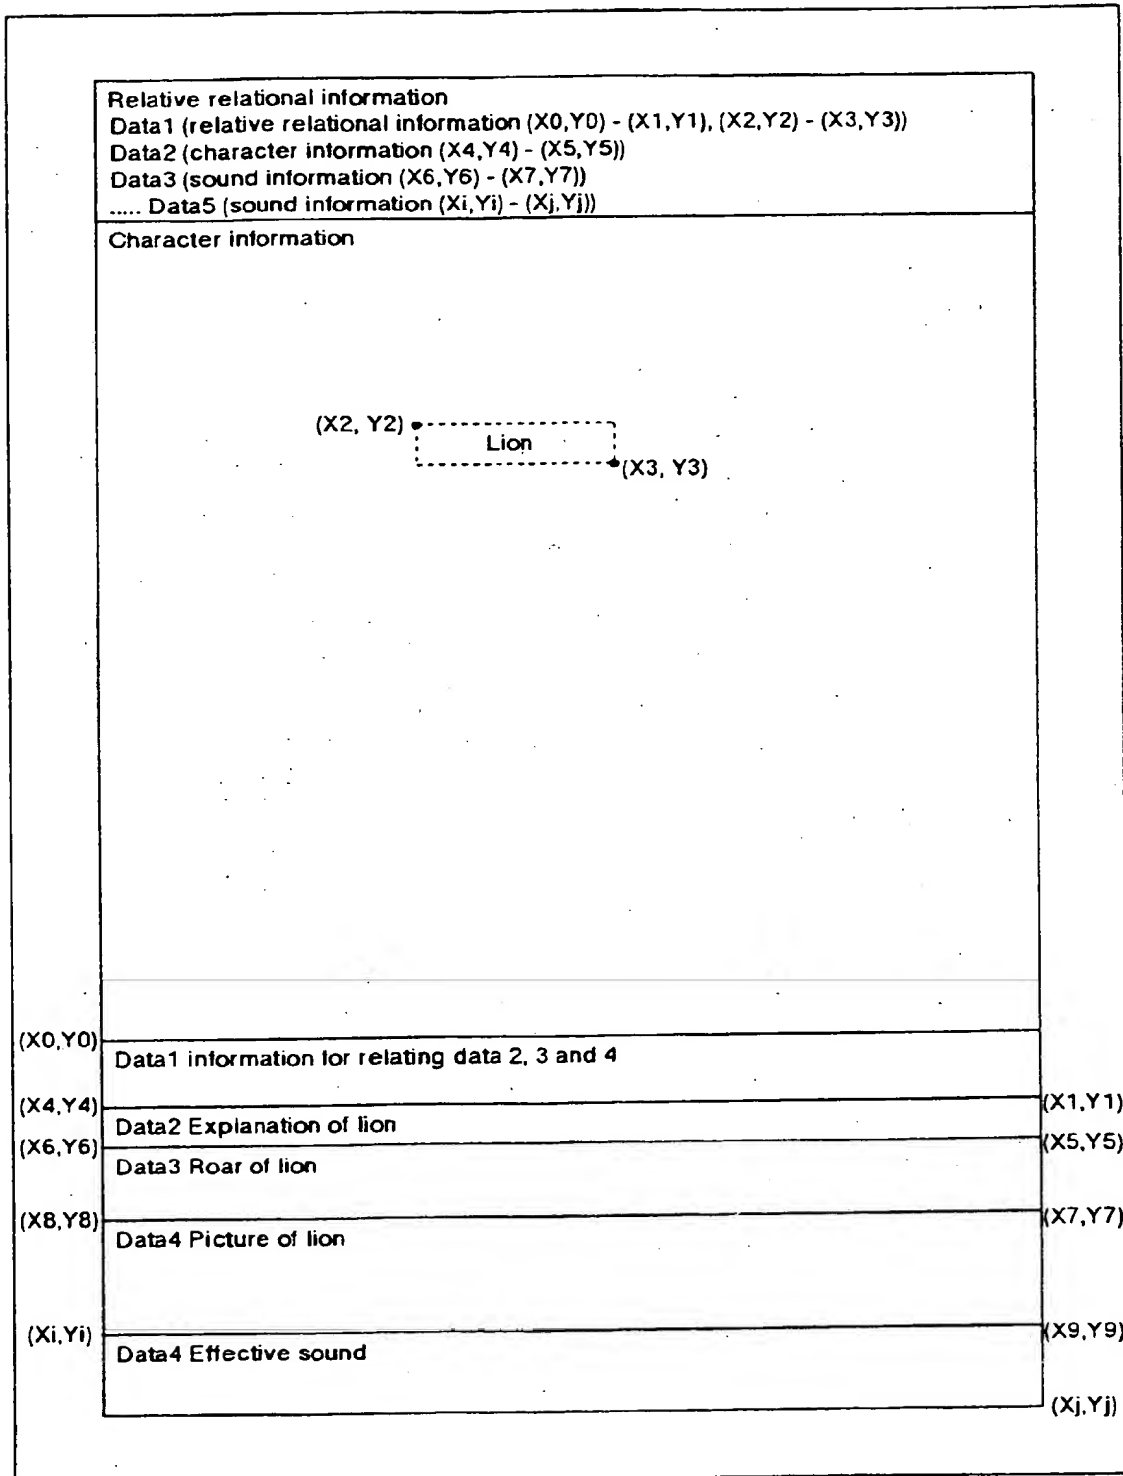 Relative relational information
Data1 (relative relational information (X0,Y0) - (X1,Y1), (X2,Y2) - (X3,Y3))
Data2 (character information (X4,Y4) - (X5,Y5))
Data3 (sound information (X6,Y6) - (X7,Y7))
..... Data5 (sound information (Xi,Yi) - (Xj,Yj))
Character information
(X2, Y2)
Lion
(X3, Y3)
(X0,Y0)
Data1 information for relating data 2, 3 and 4
(X4,Y4)
(X1,Y1)
Data2 Explanation of lion
(X6,Y6)
(X5,Y5)
Data3 Roar of lion
(X8,Y8)
(X7,Y7)
Data4 Picture of lion
(Xi,Yi)
(X9,Y9)
Data4 Effective sound
(Xj,Yj)